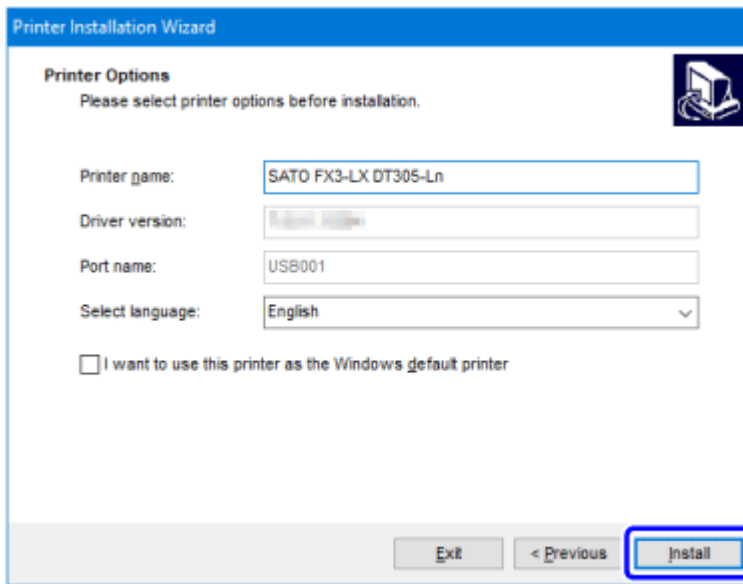 Printer Installation Wizard
Printer Options
Please select printer options before installation.
Printer name: SATO FX3-LX DT305-Ln
Driver version:
Port name: USB001
Select language: English
I want to use this printer as the Windows default printer
Exit < Previous Install